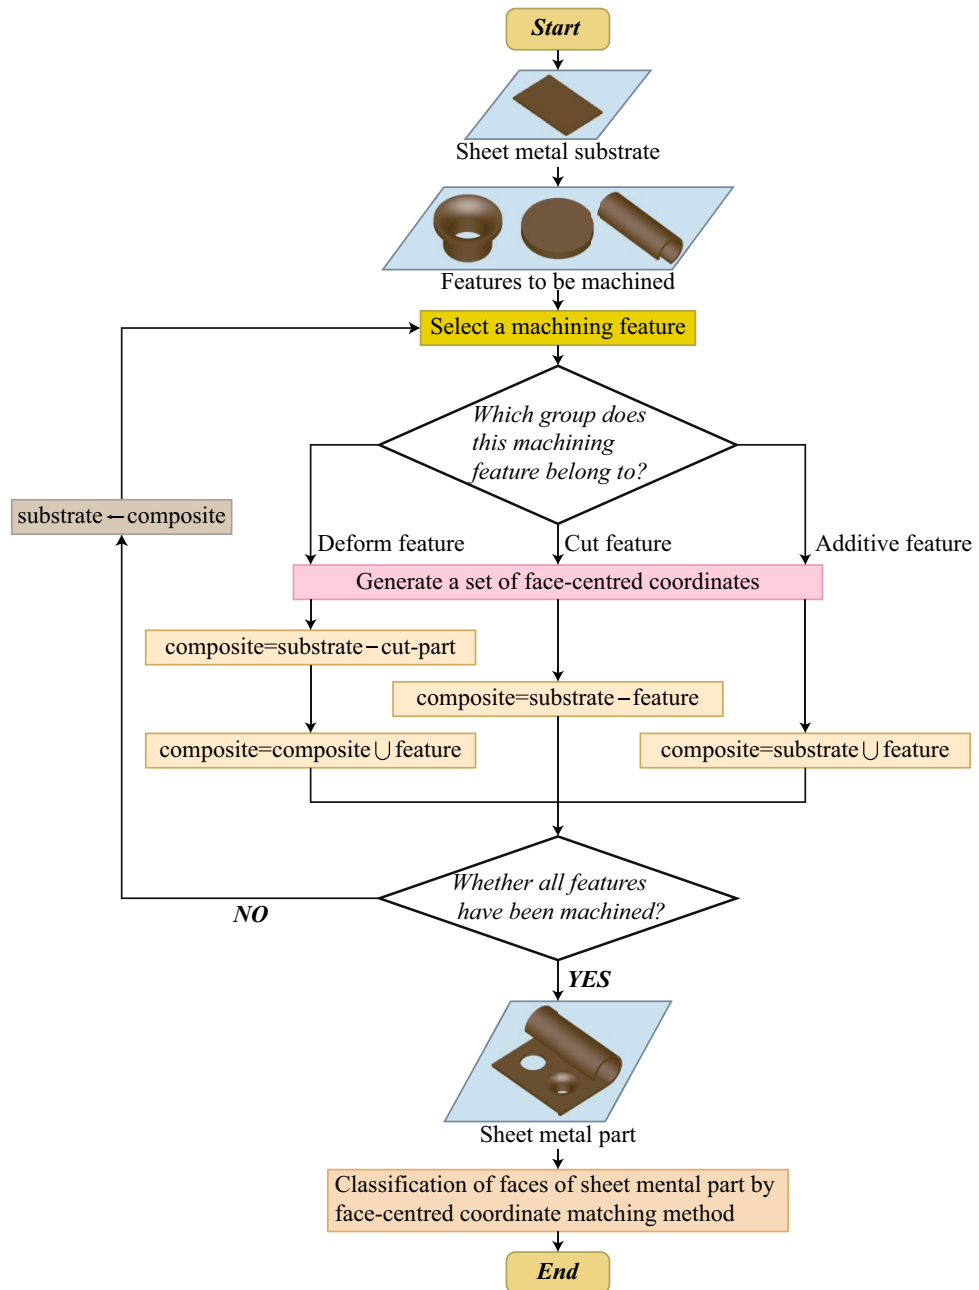 Start
Sheet metal substrate
Features to be machined
Select a machining feature
Which group does
this machining
feature belong to?
substrate←composite
Deform feature
Cut feature
Additive feature
Generate a set of face-centred coordinates
composite=substrate−cut-part
composite=substrate−feature
composite=composite∪feature
composite=substrate∪feature
Whether all features
have been machined?
NO
YES
Sheet metal part
Classification of faces of sheet mental part by
face-centred coordinate matching method
End